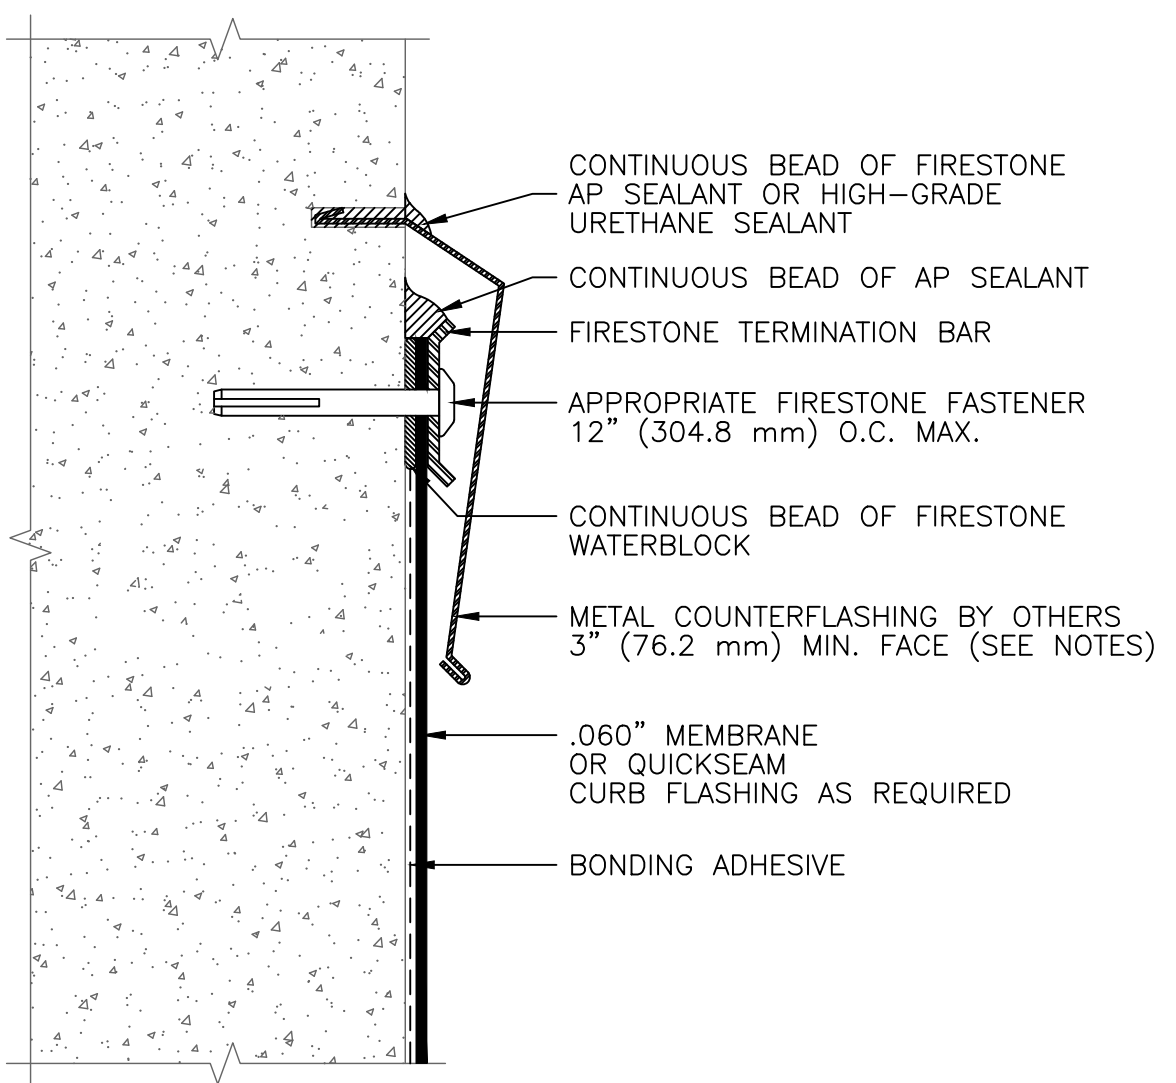 CONTINUOUS BEAD OF FIRESTONE
AP SEALANT OR HIGH-GRADE
URETHANE SEALANT
CONTINUOUS BEAD OF AP SEALANT
FIRESTONE TERMINATION BAR
APPROPRIATE FIRESTONE FASTENER
12" (304.8 mm) O.C. MAX.
CONTINUOUS BEAD OF FIRESTONE
WATERBLOCK
METAL COUNTERFLASHING BY OTHERS
3" (76.2 mm) MIN. FACE (SEE NOTES)
.060" MEMBRANE
OR QUICKSEAM
CURB FLASHING AS REQUIRED
BONDING ADHESIVE